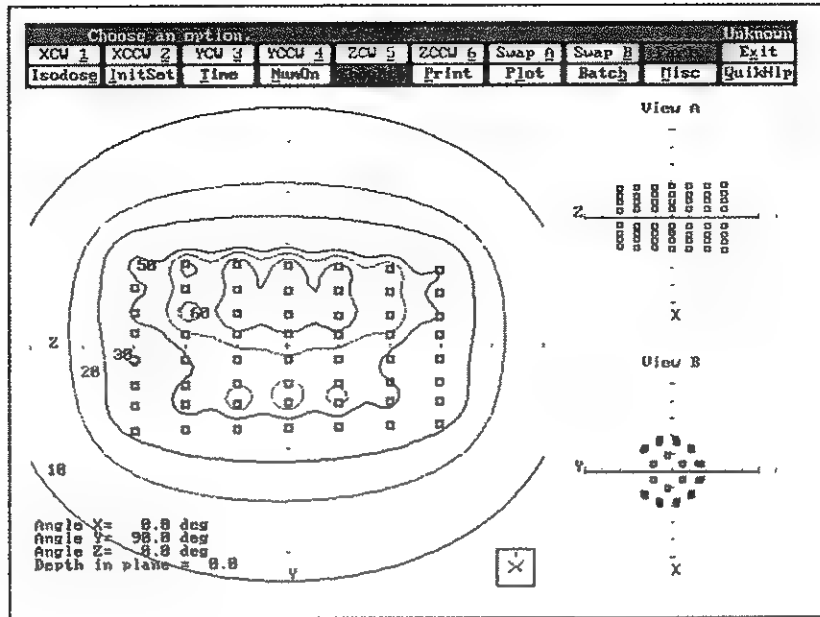 Choose an option. Unknown
XCW 1 XCCW 2 YCW 3 YCCW 4 ZCW 5 ZCCW 6 Swap A Swap B Exit
Isodose InitSet Time NumOn Print Plot Batch Misc QuikHlp
View A
Z
X
View B
Y
X
50
60
Z
30
20
10
Angle X= 0.0 deg
Angle Y= 90.0 deg
Angle Z= 0.0 deg
Depth in plane = 0.0
Y